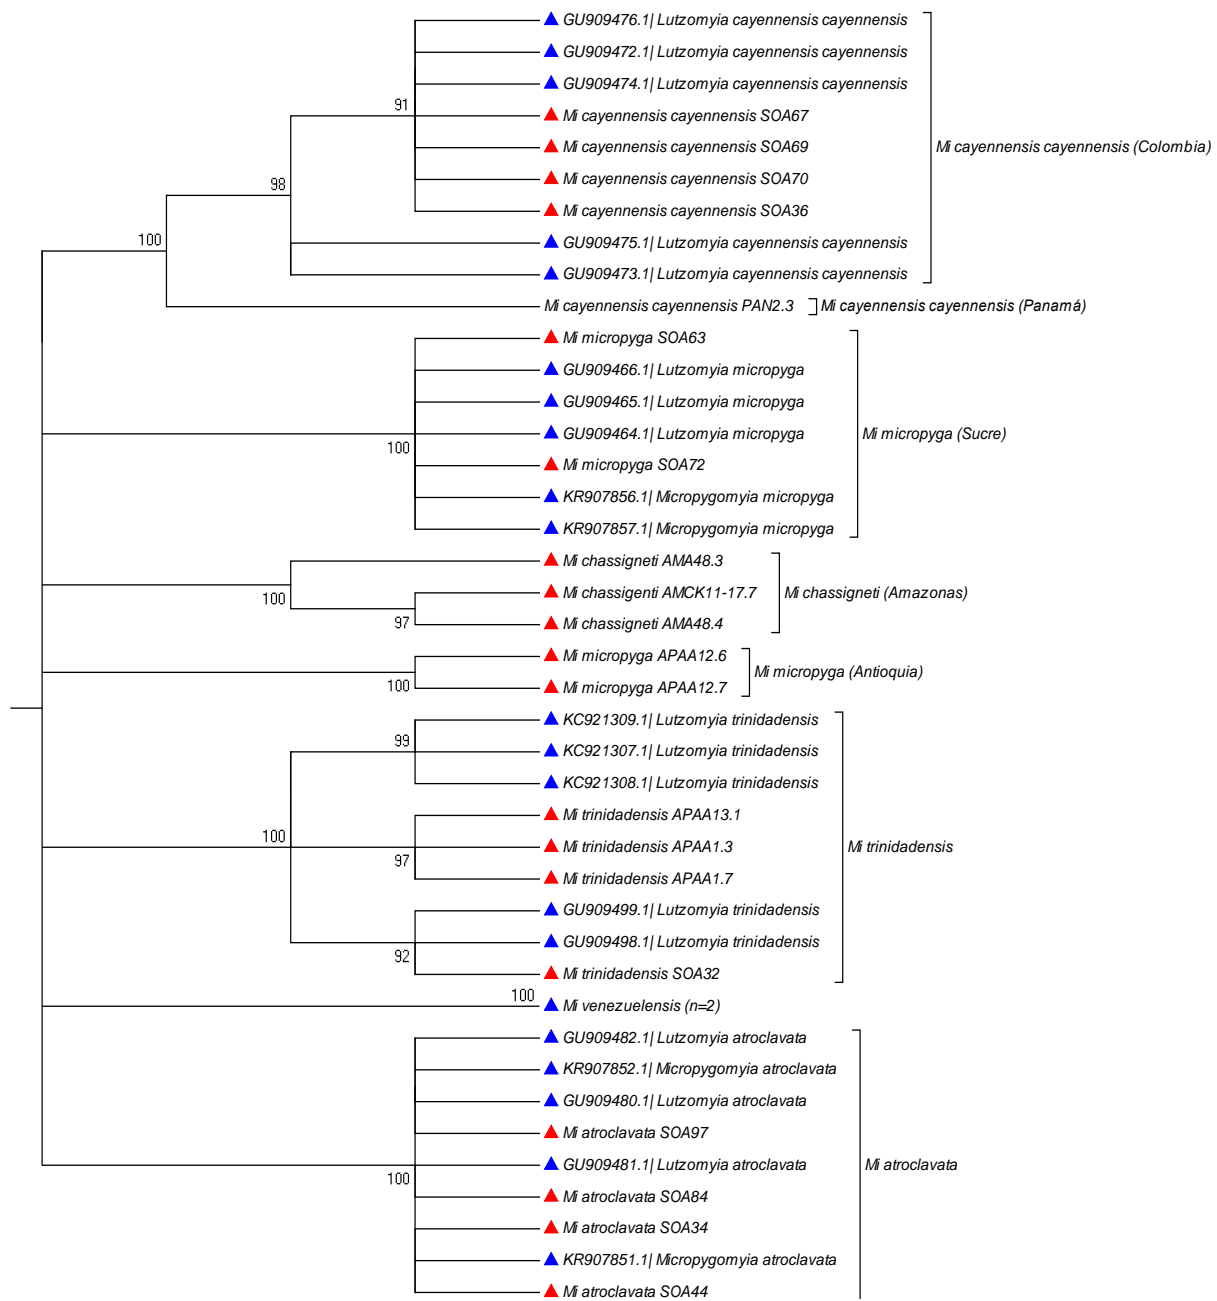 GU909476.1| Lutzomyia cayennensis cayennensis
GU909472.1| Lutzomyia cayennensis cayennensis
GU909474.1| Lutzomyia cayennensis cayennensis
91
Mi cayennensis cayennensis SOA67
Mi cayennensis cayennensis (Colombia)
Mi cayennensis cayennensis SOA69
Mi cayennensis cayennensis SOA70
98
Mi cayennensis cayennensis SOA36
100
GU909475.1| Lutzomyia cayennensis cayennensis
GU909473.1| Lutzomyia cayennensis cayennensis
Mi cayennensis cayennensis PAN2.3
Mi cayennensis cayennensis (Panamá)
Mi micropyga SOA63
GU909466.1| Lutzomyia micropyga
GU909465.1| Lutzomyia micropyga
GU909464.1| Lutzomyia micropyga
Mi micropyga (Sucre)
100
Mi micropyga SOA72
KR907856.1| Micropygomyia micropyga
KR907857.1| Micropygomyia micropyga
Mi chassigneti AMA48.3
100
Mi chassigenti AMCK11-17.7
Mi chassigneti (Amazonas)
97
Mi chassigneti AMA48.4
Mi micropyga APAA12.6
Mi micropyga (Antioquia)
100
Mi micropyga APAA12.7
KC921309.1| Lutzomyia trinidadensis
99
KC921307.1| Lutzomyia trinidadensis
KC921308.1| Lutzomyia trinidadensis
Mi trinidadensis APAA13.1
100
Mi trinidadensis APAA1.3
Mi trinidadensis
97
Mi trinidadensis APAA1.7
GU909499.1| Lutzomyia trinidadensis
GU909498.1| Lutzomyia trinidadensis
92
Mi trinidadensis SOA32
100
Mi venezuelensis (n=2)
GU909482.1| Lutzomyia atroclavata
KR907852.1| Micropygomyia atroclavata
GU909480.1| Lutzomyia atroclavata
Mi atroclavata SOA97
GU909481.1| Lutzomyia atroclavata
Mi atroclavata
100
Mi atroclavata SOA84
Mi atroclavata SOA34
KR907851.1| Micropygomyia atroclavata
Mi atroclavata SOA44